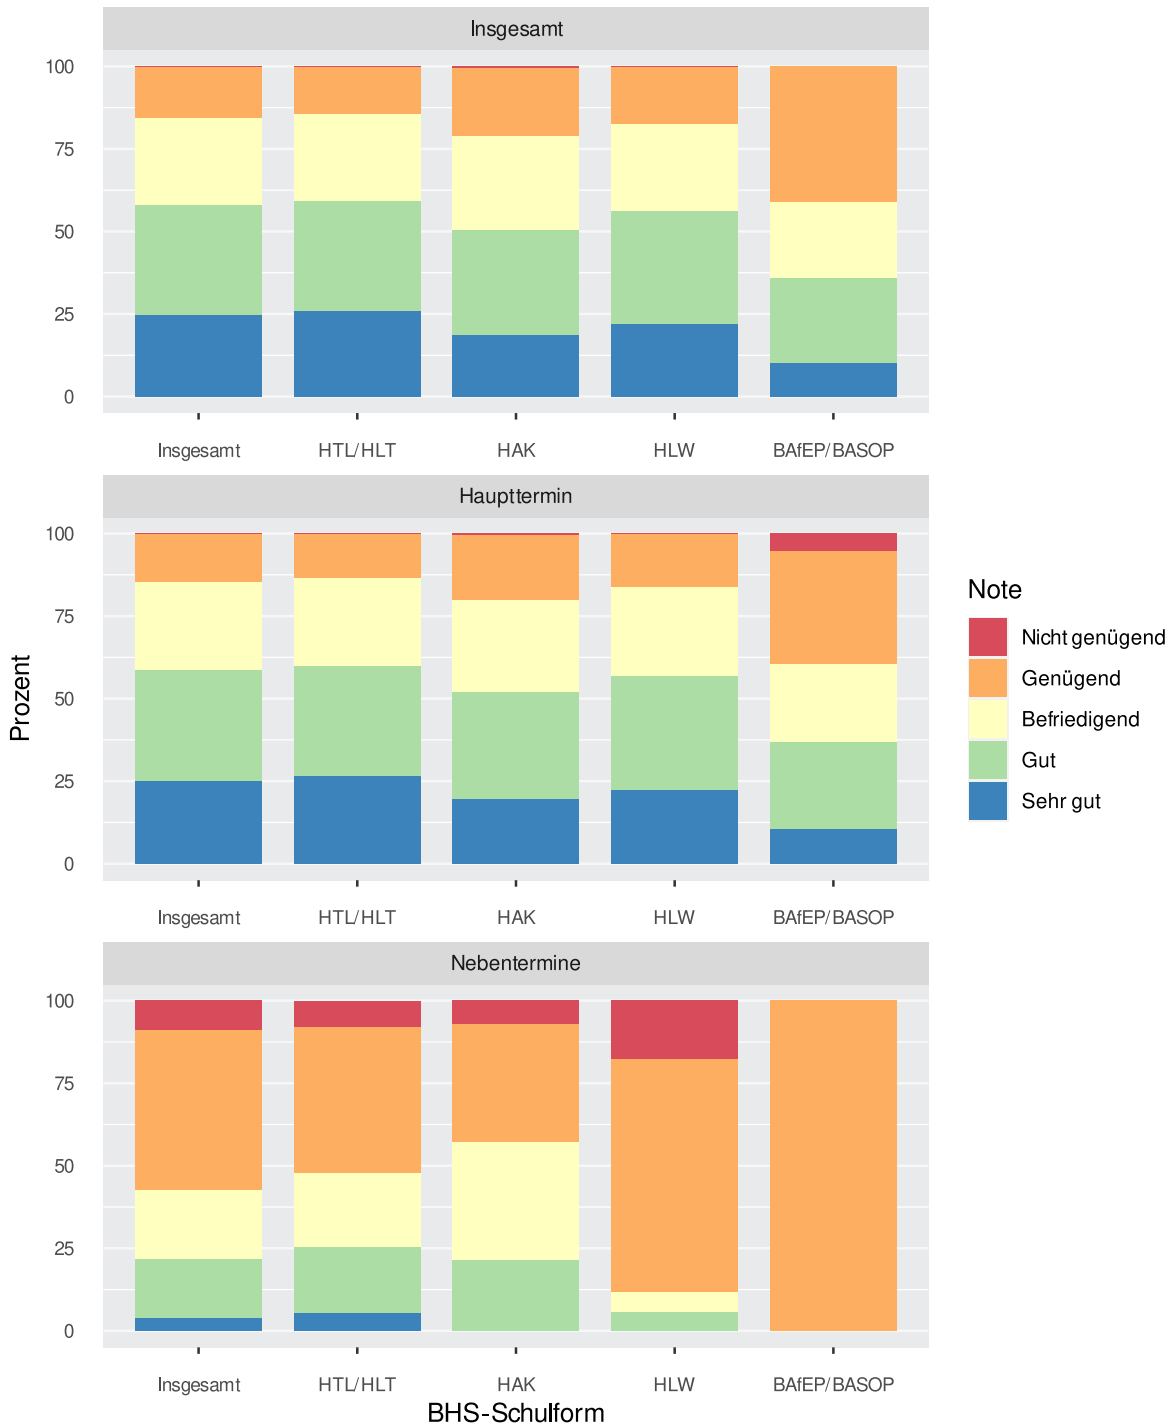 Insgesamt
100
75
50
25
0
Insgesamt HTL/HLT HAK HLW BAfEP/BASOP
Haupttermin
100
75
50
25
0
Insgesamt HTL/HLT HAK HLW BAfEP/BASOP
Nebentermine
100
75
50
25
0
Insgesamt HTL/HLT HAK HLW BAfEP/BASOP
BHS-Schulform
Prozent
Note
Nicht genügend
Genügend
Befriedigend
Gut
Sehr gut